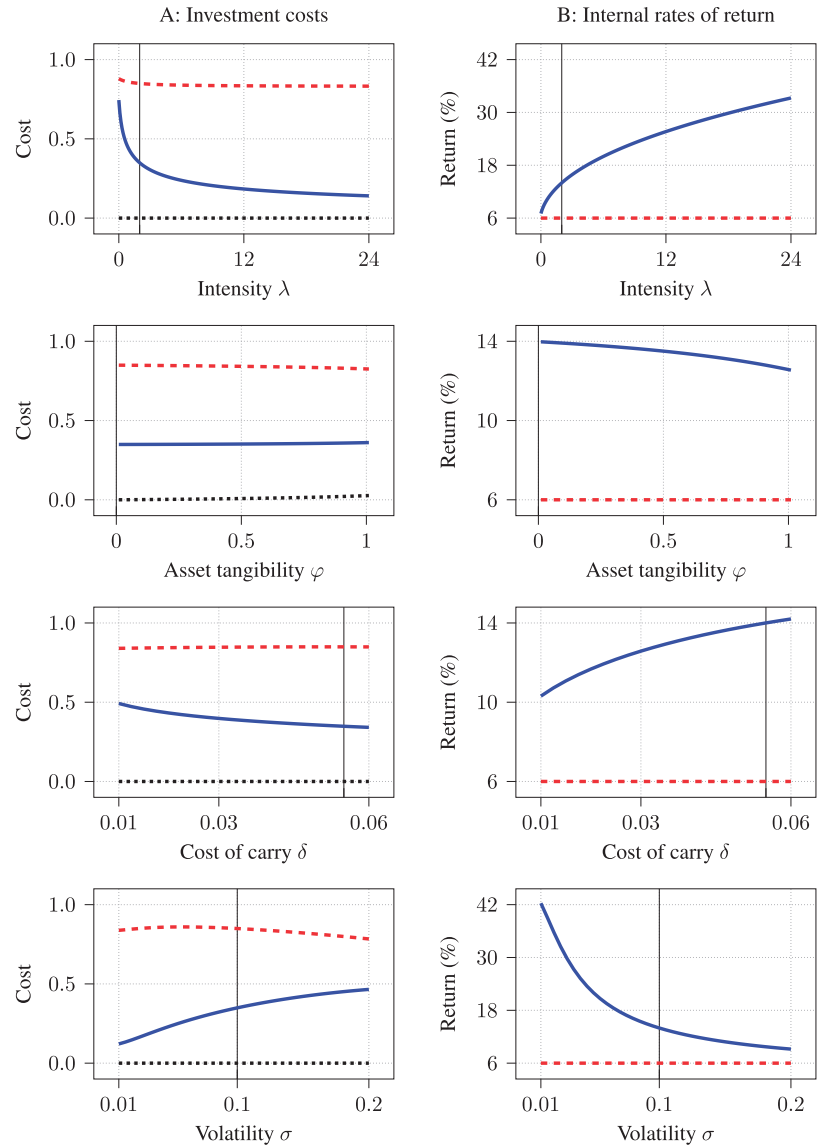 A: Investment costs
B: Internal rates of return
1.0
0.5
0.0
Cost
0
12
24
Intensity λ
42
30
18
6
Return (%)
0
12
24
Intensity λ
1.0
0.5
0.0
Cost
0
0.5
1
Asset tangibility φ
14
10
6
Return (%)
0
0.5
1
Asset tangibility φ
1.0
0.5
0.0
Cost
0.01
0.03
0.06
Cost of carry δ
14
10
6
Return (%)
0.01
0.03
0.06
Cost of carry δ
1.0
0.5
0.0
Cost
0.01
0.1
0.2
Volatility σ
42
30
18
6
Return (%)
0.01
0.1
0.2
Volatility σ